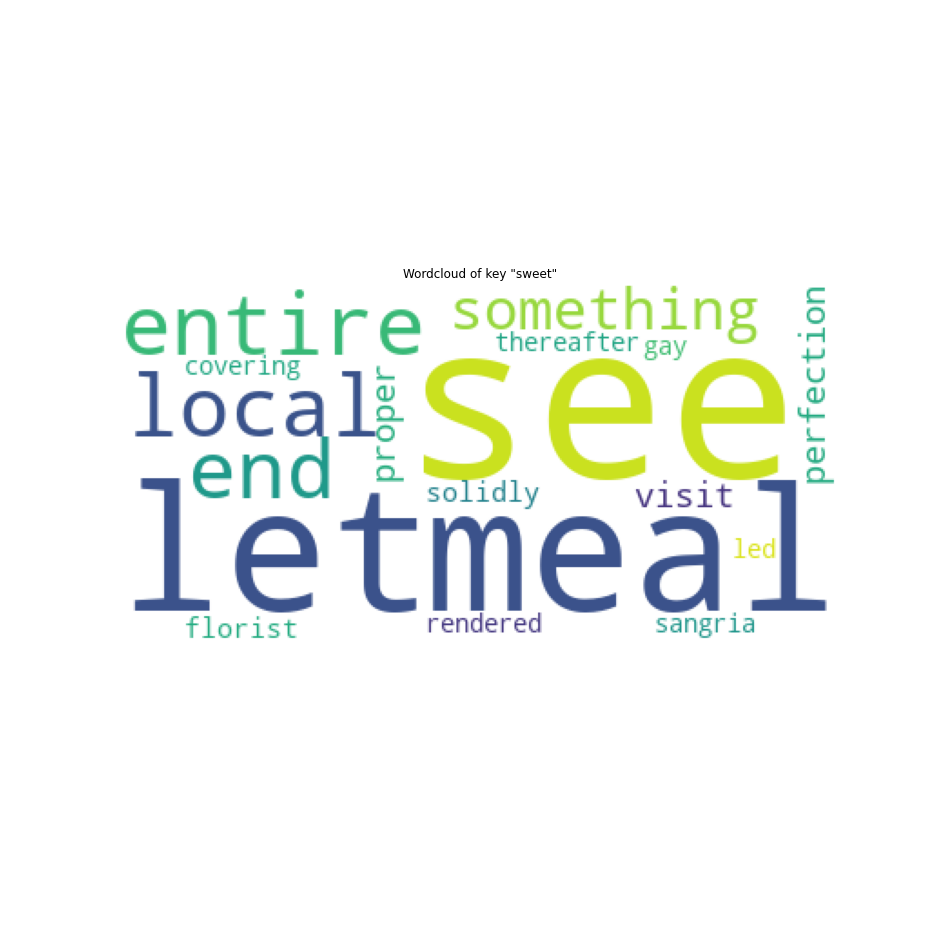 Wordcloud of key "sweet"
entire
something
perfection
thereafter
gay
covering
see
local
proper
end
solidly
visit
letmeal
led
florist
rendered
sangria